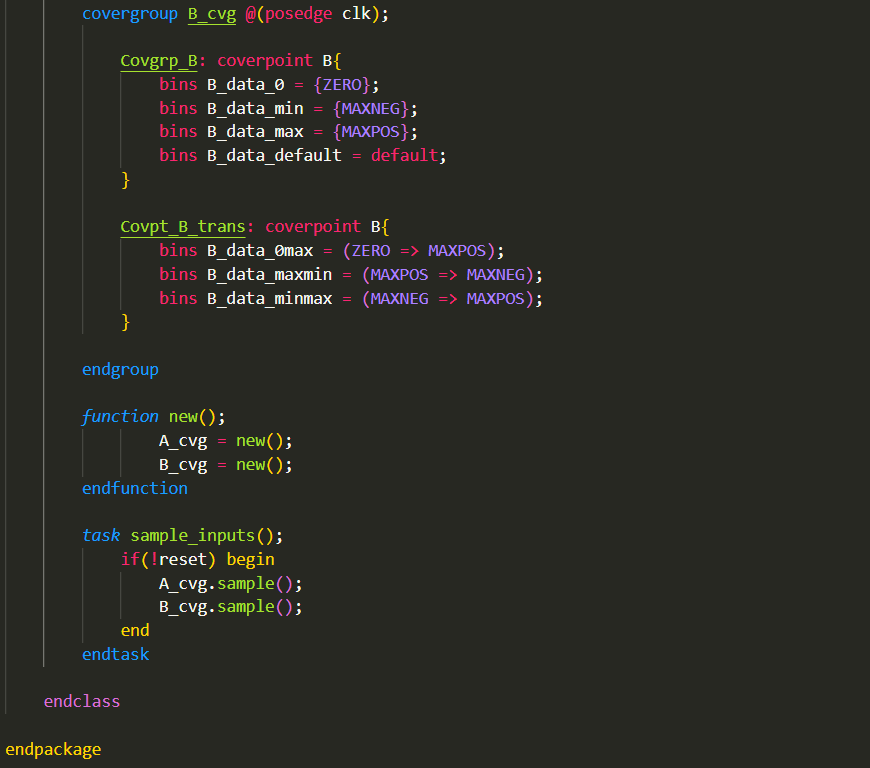 covergroup B_cvg @(posedge clk);
Covgrp_B: coverpoint B{
bins B_data_0 = {ZERO};
bins B_data_min = {MAXNEG};
bins B_data_max = {MAXPOS};
bins B_data_default = default;
}
Covpt_B_trans: coverpoint B{
bins B_data_0max = (ZERO => MAXPOS);
bins B_data_maxmin = (MAXPOS => MAXNEG);
bins B_data_minmax = (MAXNEG => MAXPOS);
}
endgroup
function new();
A_cvg = new();
B_cvg = new();
endfunction
task sample_inputs();
if(!reset) begin
A_cvg.sample();
B_cvg.sample();
end
endtask
endclass
endpackage